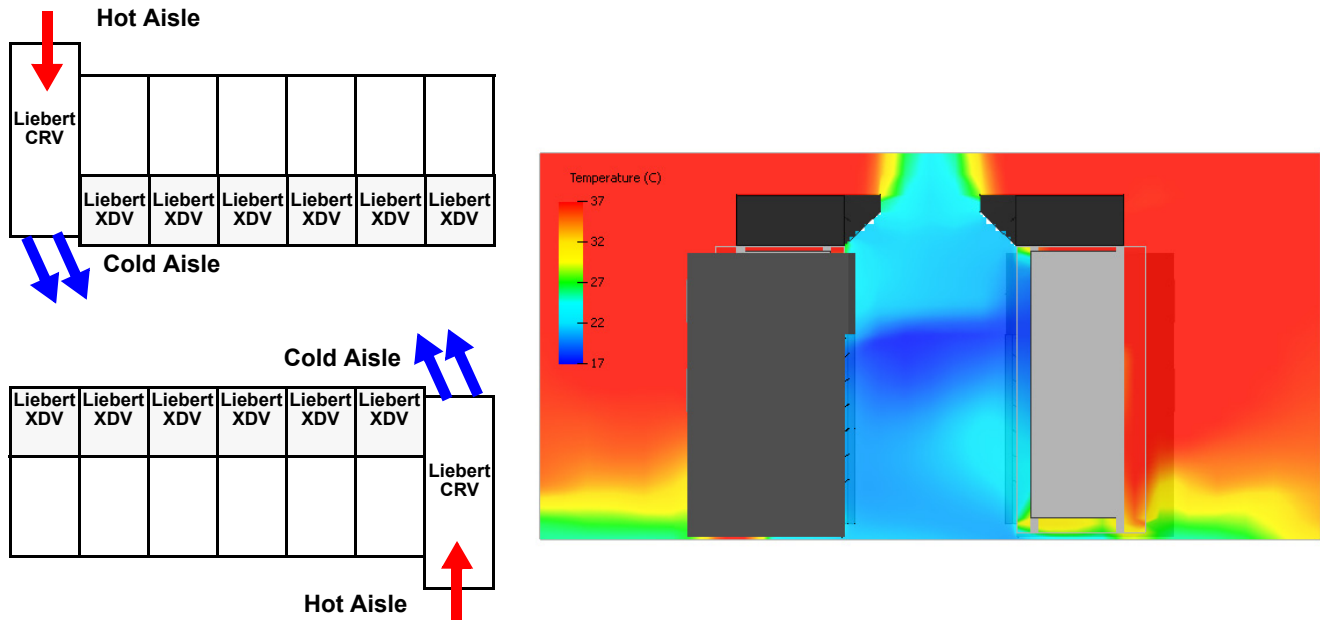 Hot Aisle
Liebert
CRV
Liebert Liebert Liebert Liebert Liebert Liebert
XDV XDV XDV XDV XDV XDV
Cold Aisle
Cold Aisle
Liebert Liebert Liebert Liebert Liebert Liebert
XDV XDV XDV XDV XDV XDV
Liebert
CRV
Hot Aisle
Temperature (C)
37
32
27
22
17